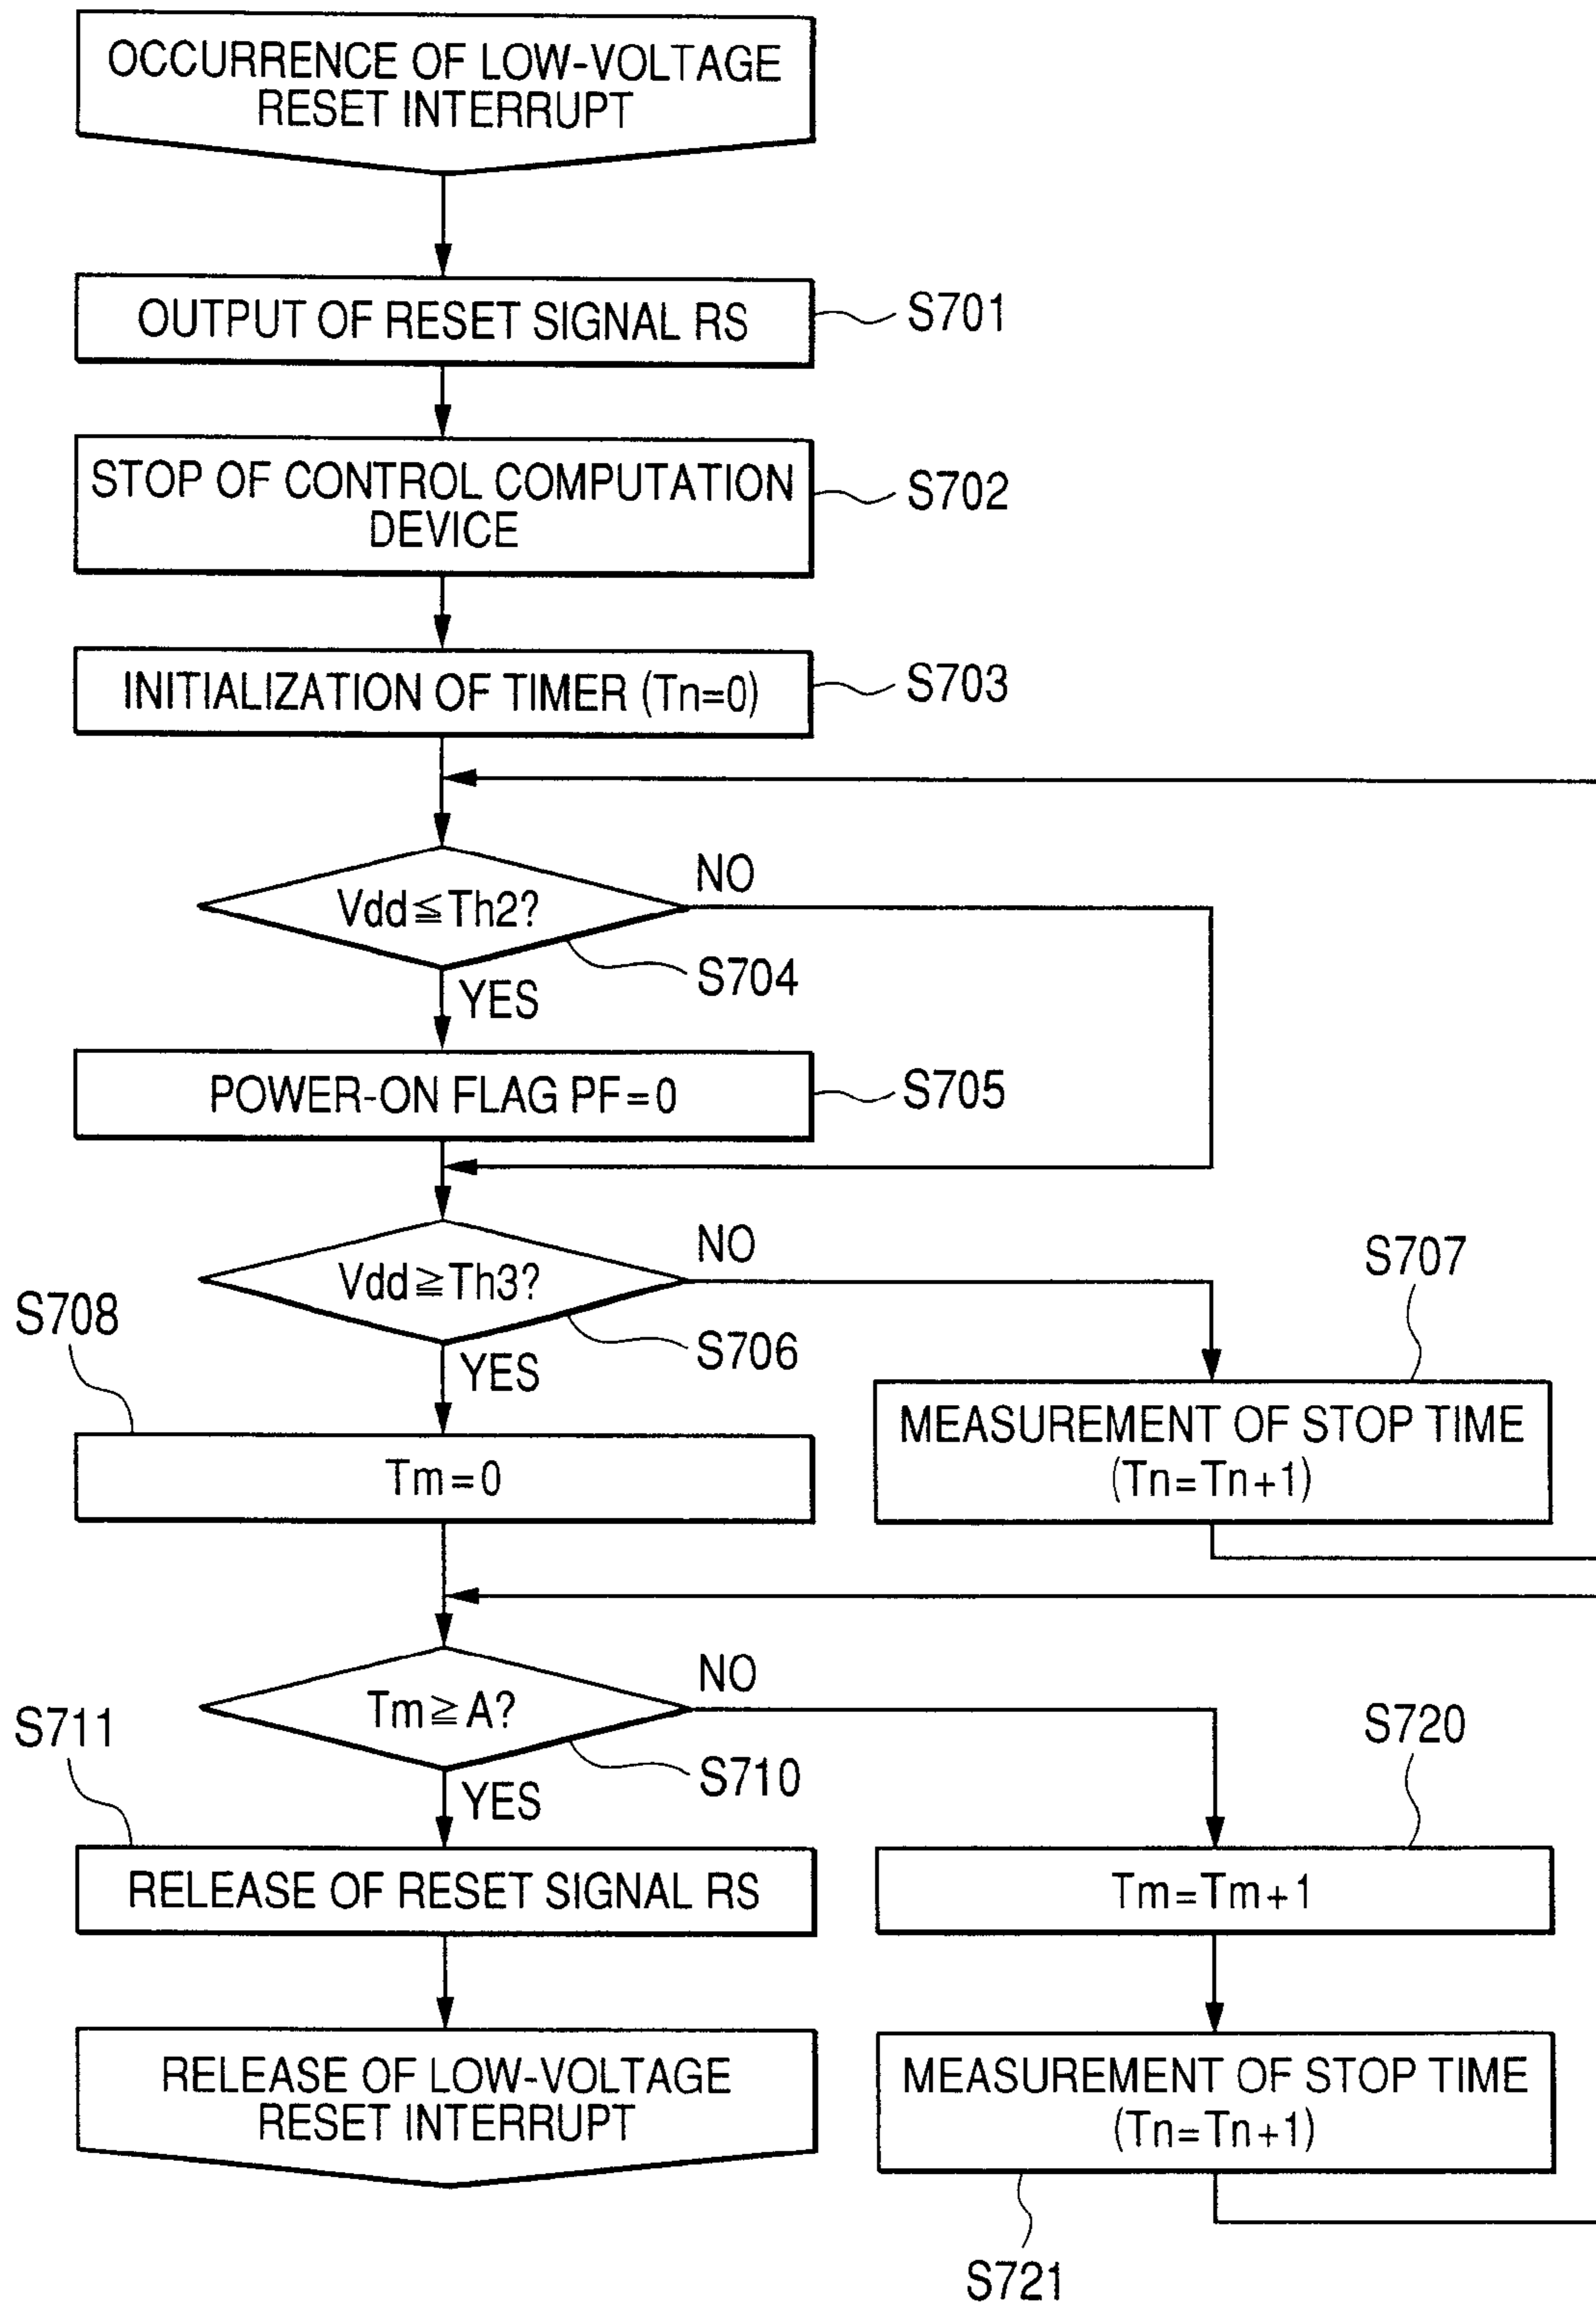 OCCURRENCE OF LOW-VOLTAGE
RESET INTERRUPT
OUTPUT OF RESET SIGNAL RS
S701
STOP OF CONTROL COMPUTATION
DEVICE
S702
INITIALIZATION OF TIMER (Tn=0)
S703
Vdd≦Th2?
NO
S704
YES
POWER-ON FLAG PF=0
S705
Vdd≧Th3?
NO
S706
YES
S707
MEASUREMENT OF STOP TIME
(Tn=Tn+1)
S708
Tm=0
Tm≧A?
NO
S710
YES
S711
RELEASE OF RESET SIGNAL RS
S720
Tm=Tm+1
RELEASE OF LOW-VOLTAGE
RESET INTERRUPT
MEASUREMENT OF STOP TIME
(Tn=Tn+1)
S721